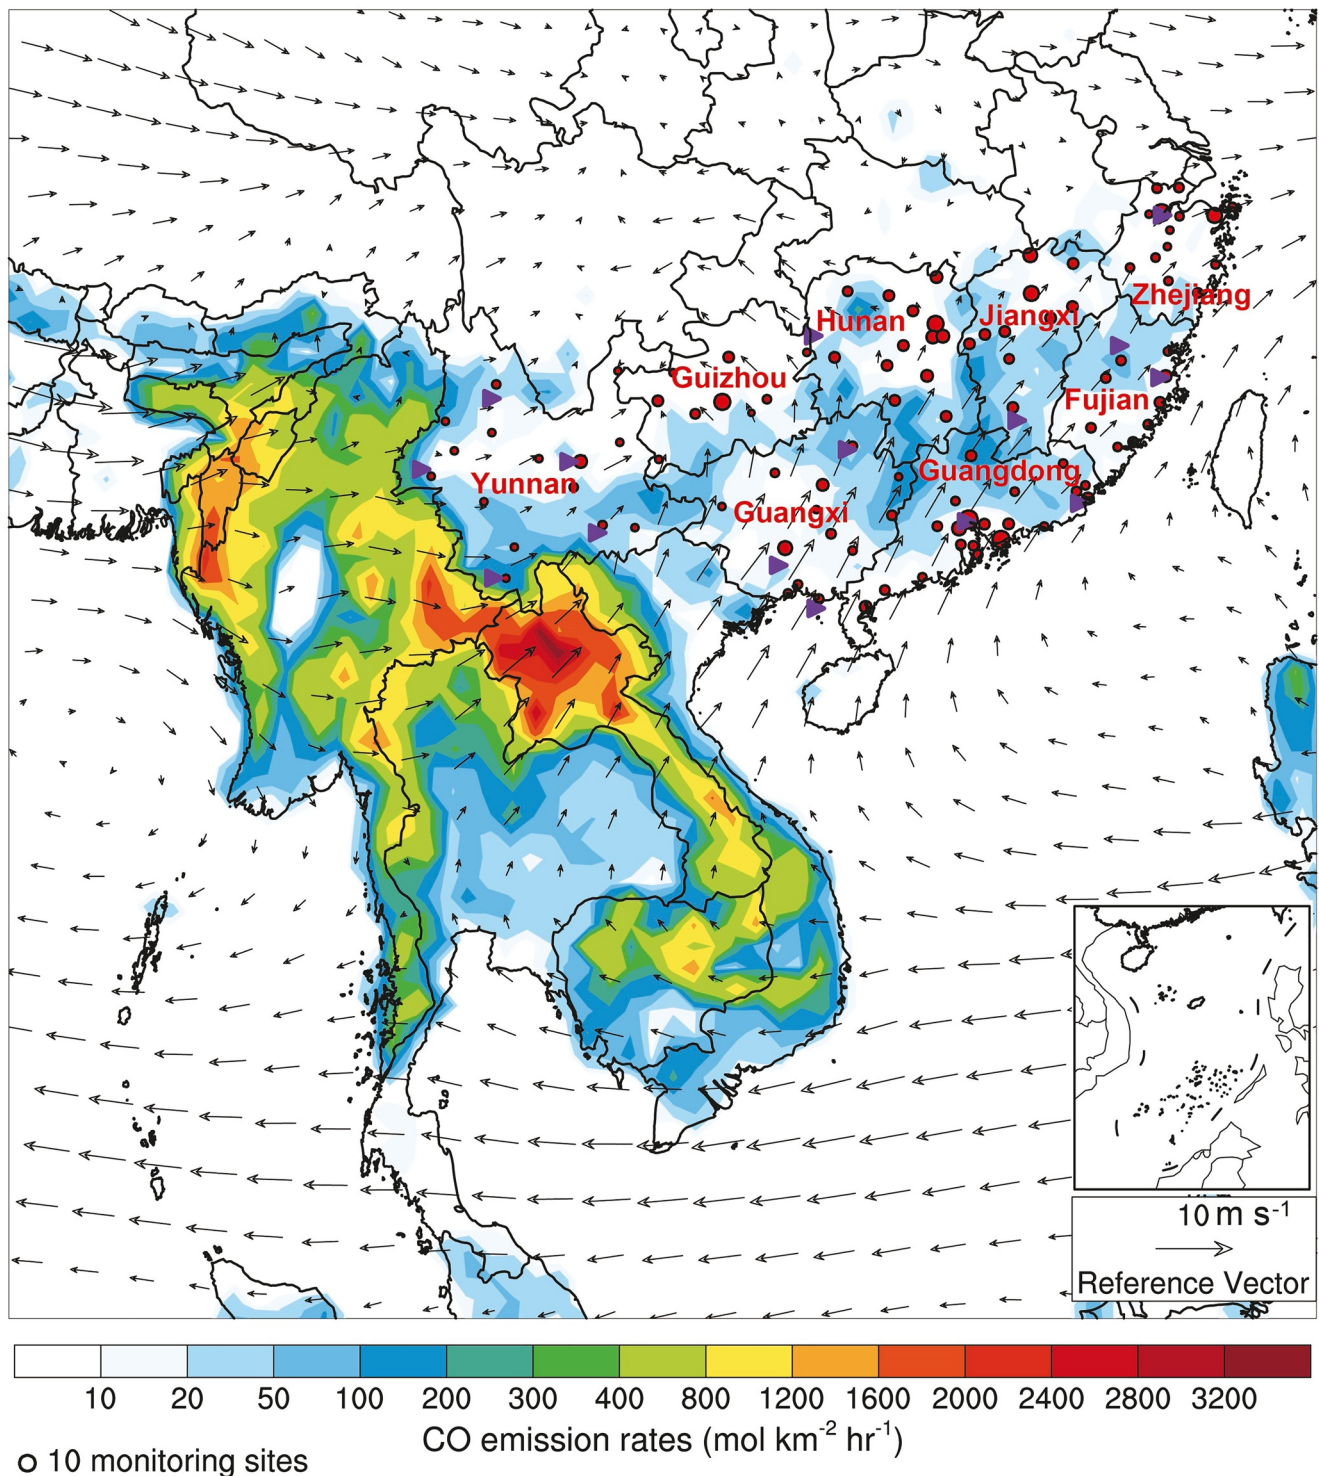 Zhejiang
Hunan
Jiangxi
Guizhou
Fujian
Yunnan
Guangdong
Guangxi
10 m s⁻¹
Reference Vector
10 20 50 100 200 300 400 800 1200 1600 2000 2400 2800 3200
CO emission rates (mol km⁻² hr⁻¹)
10 monitoring sites